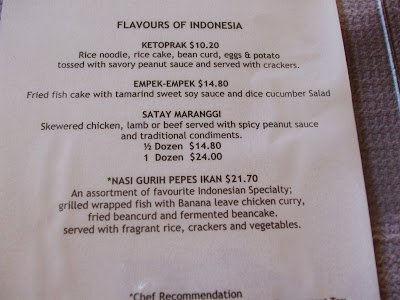 FLAVOURS OF INDONESIA
KETOPRAK $10.20
Rice noodle, rice cake, bean curd, eggs & potato
tossed with savory peanut sauce and served with crackers.
EMPEK-EMPEK $14.80
Fried fish cake with tamarind sweet soy sauce and dice cucumber Salad
SATAY MARANGGI
Skewered chicken, lamb or beef served with spicy peanut sauce
and traditional condiments.
½ Dozen $14.80
1 Dozen $24.00
*NASI GURIH PEPES IKAN $21.70
An assortment of favourite Indonesian Specialty;
grilled wrapped fish with Banana leave chicken curry,
fried beancurd and fermented beancake.
served with fragrant rice, crackers and vegetables.
*Chef Recommendation